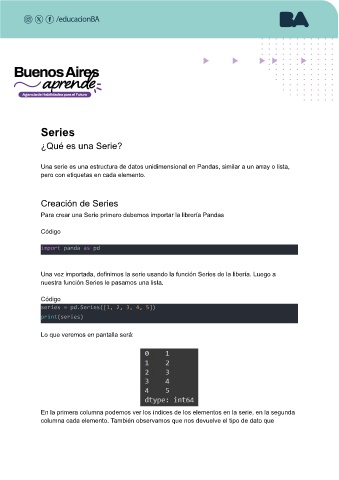 /educacionBA
BA
Buenos Aires
aprende
Agencia de Habilidades para el Futuro
Series
¿Qué es una Serie?
Una serie es una estructura de datos unidimensional en Pandas, similar a un array o lista,
pero con etiquetas en cada elemento.
Creación de Series
Para crear una Serie primero debemos importar la librería Pandas
Código
import panda as pd
Una vez importada, definimos la serie usando la función Series de la libería. Luego a
nuestra función Series le pasamos una lista.
Código
series = pd.Series([1, 2, 3, 4, 5])
print(series)
Lo que veremos en pantalla será:
0 1
1 2
2 3
3 4
4 5
dtype: int64
En la primera columna podemos ver los índices de los elementos en la serie, en la segunda
columna cada elemento. También observamos que nos devuelve el tipo de dato que